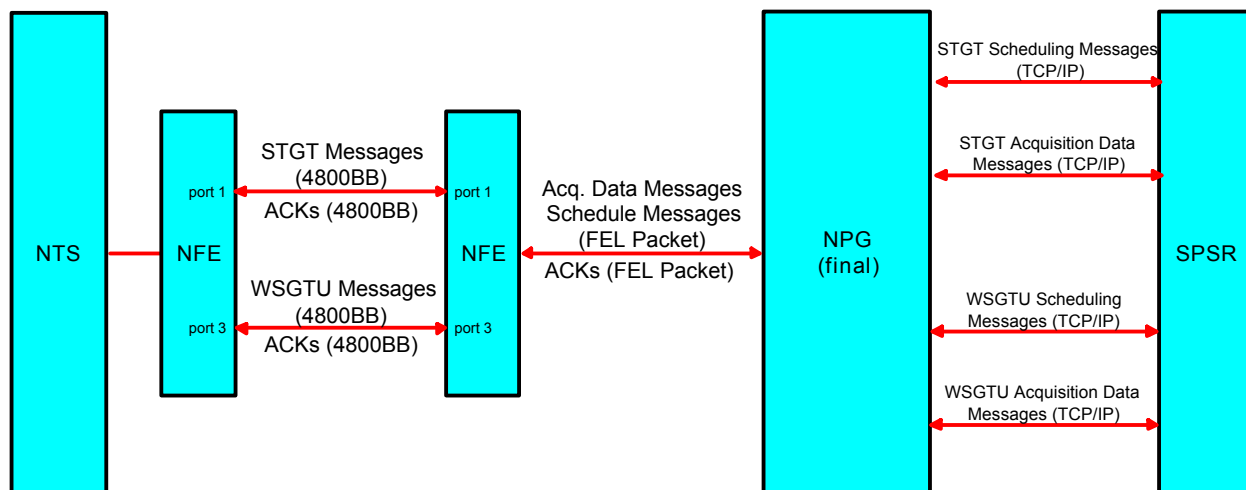 NTS
NFE
port 1
port 3
STGT Messages
(4800BB)
ACKs (4800BB)
WSGTU Messages
(4800BB)
ACKs (4800BB)
port 1
NFE
port 3
Acq. Data Messages
Schedule Messages
(FEL Packet)
ACKs (FEL Packet)
NPG
(final)
STGT Scheduling Messages
(TCP/IP)
STGT Acquisition Data
Messages (TCP/IP)
WSGTU Scheduling
Messages (TCP/IP)
WSGTU Acquisition Data
Messages (TCP/IP)
SPSR